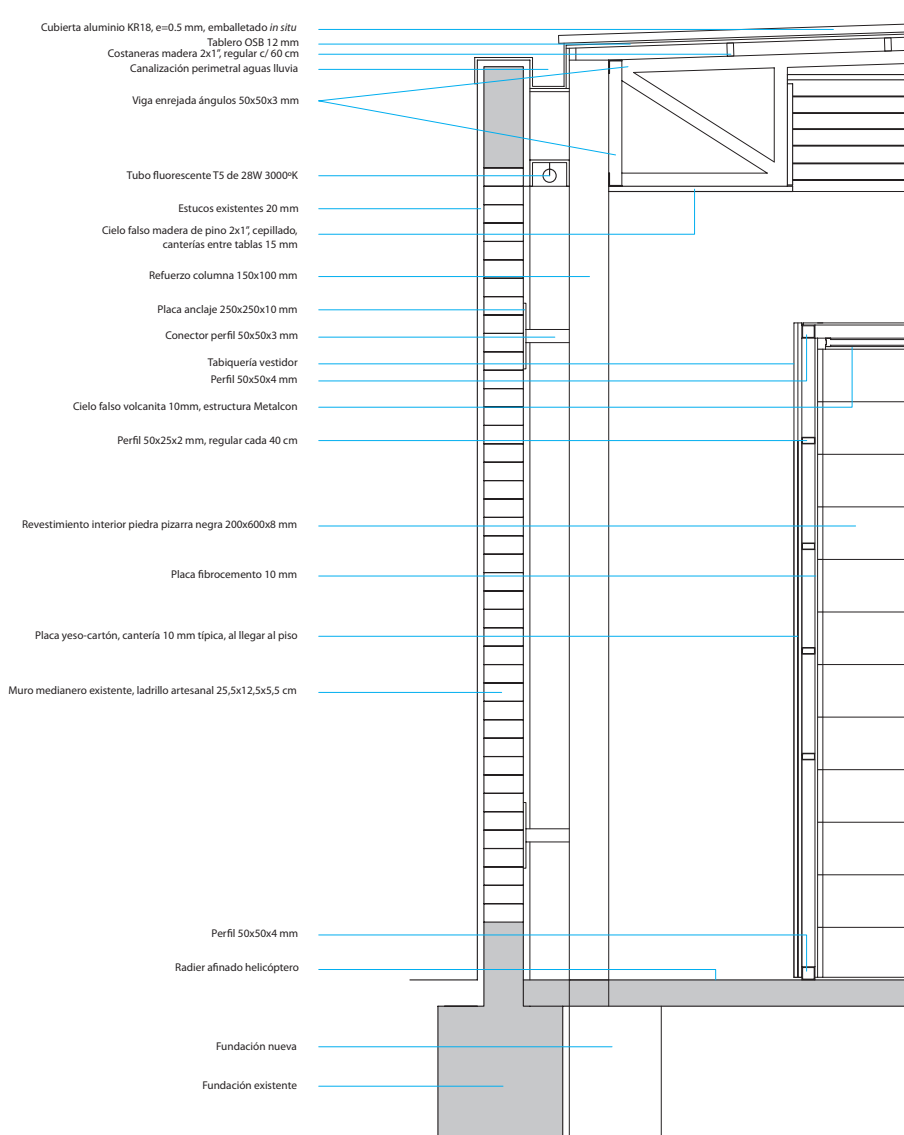 Cubierta aluminio KR18, e=0.5 mm, emballetado in situ
Tablero OSB 12 mm
Costaneras madera 2x1”, regular c/ 60 cm
Canalización perimetral aguas lluvia
Viga enrejada ángulos 50x50x3 mm
Tubo fluorescente T5 de 28W 3000ºK
Estucos existentes 20 mm
Cielo falso madera de pino 2x1”, cepillado,
canterías entre tablas 15 mm
Refuerzo columna 150x100 mm
Placa anclaje 250x250x10 mm
Conector perfil 50x50x3 mm
Tabiquería vestidor
Perfil 50x50x4 mm
Cielo falso volcanita 10mm, estructura Metalcon
Perfil 50x25x2 mm, regular cada 40 cm
Revestimiento interior piedra pizarra negra 200x600x8 mm
Placa fibrocemento 10 mm
Placa yeso-cartón, cantería 10 mm típica, al llegar al piso
Muro medianero existente, ladrillo artesanal 25,5x12,5x5,5 cm
Perfil 50x50x4 mm
Radier afinado helicóptero
Fundación nueva
Fundación existente